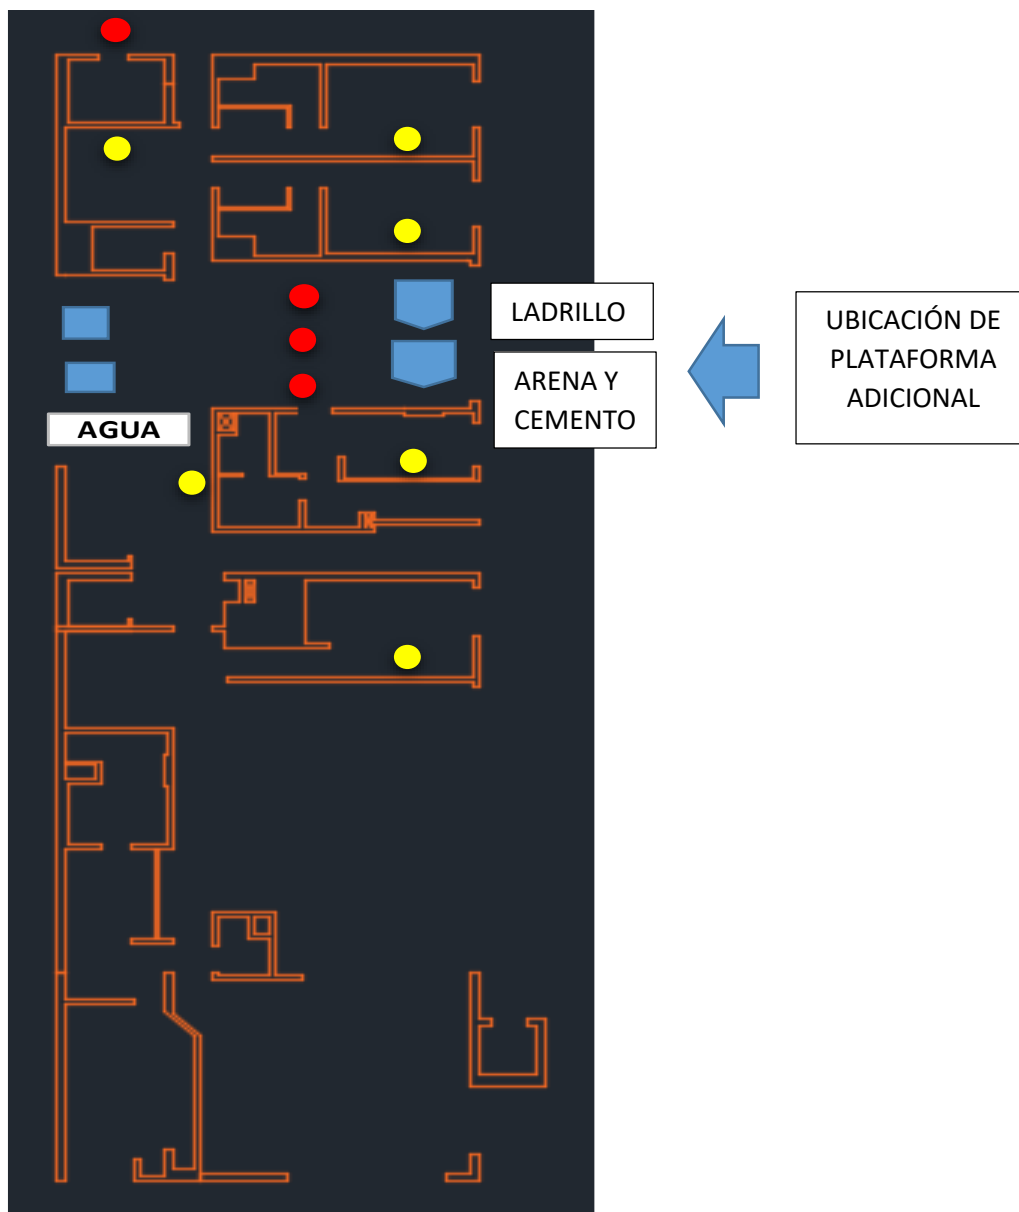 LADRILLO
ARENA Y
CEMENTO
AGUA
UBICACIÓN DE
PLATAFORMA
ADICIONAL